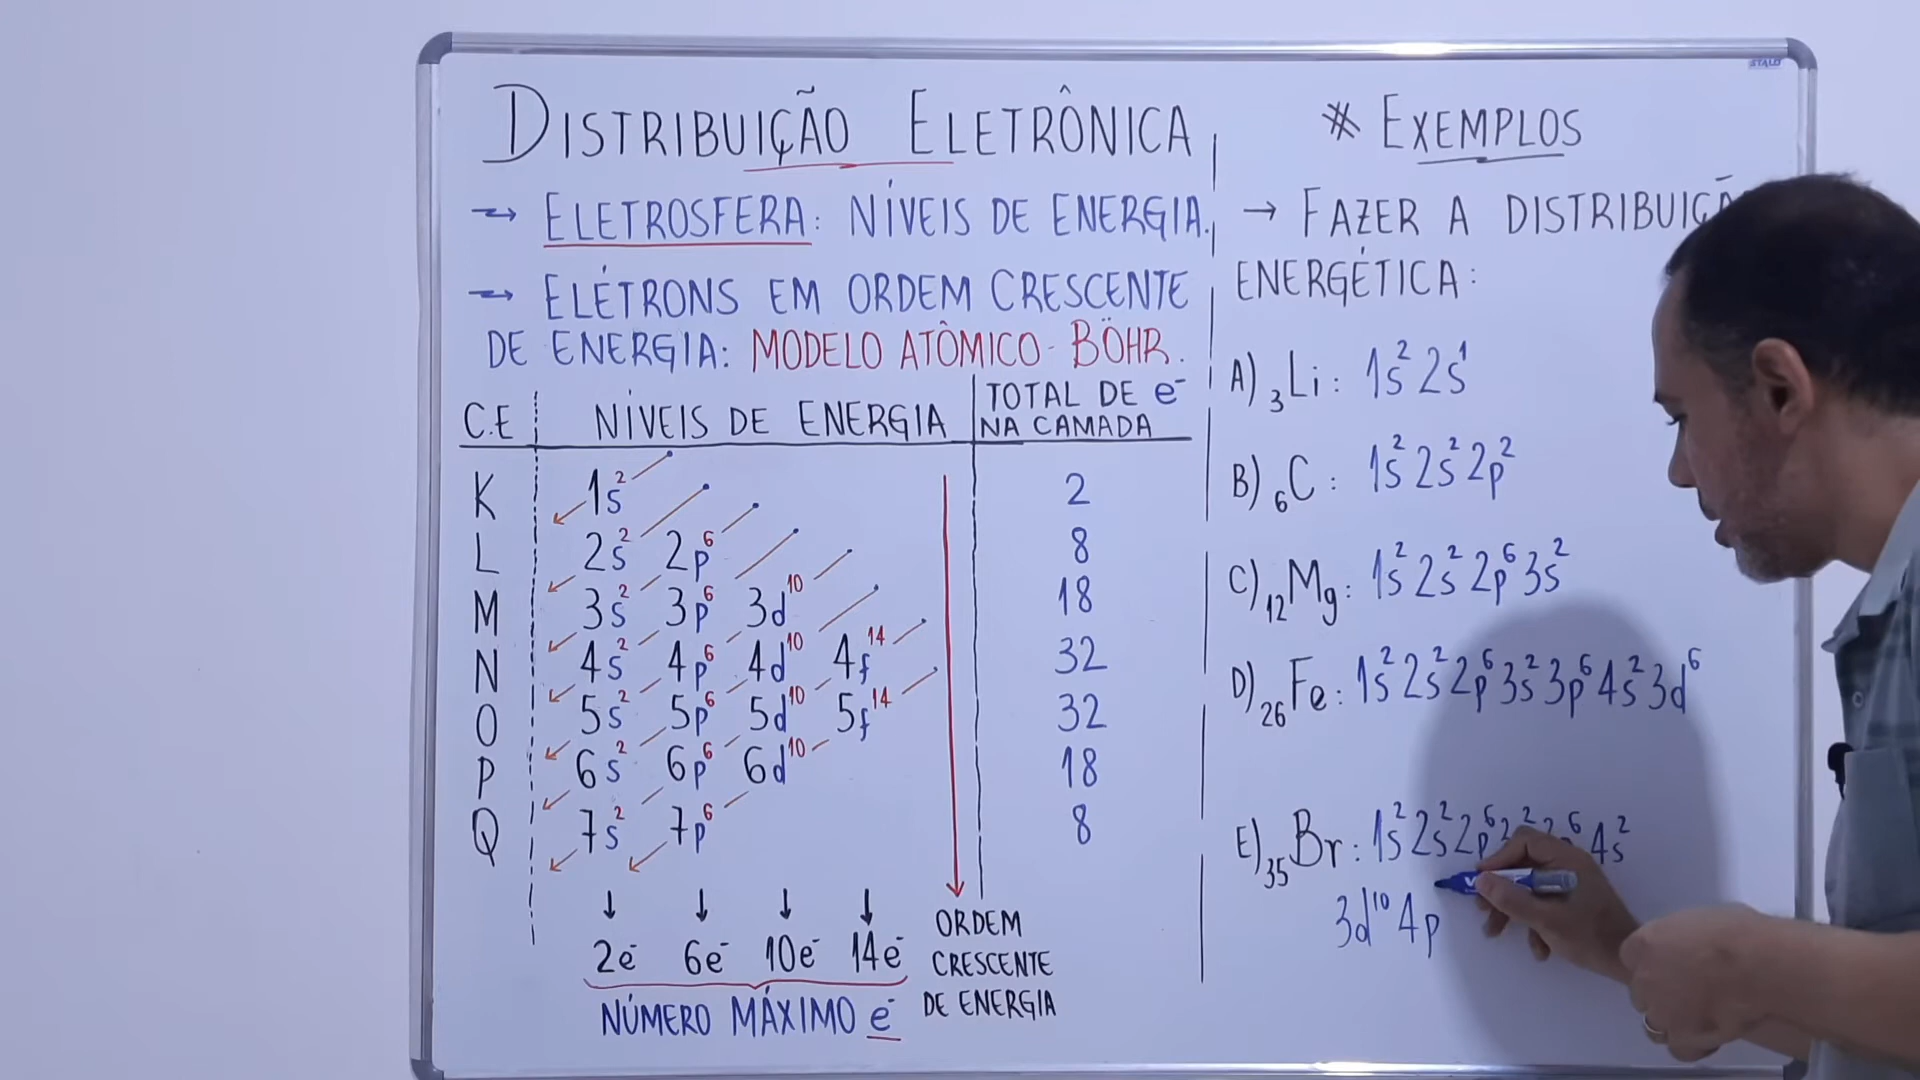 STALO
DISTRIBUIÇÃO ELETRÔNICA
→ ELETROSFERA: NÍVEIS DE ENERGIA.
→ ELÉTRONS EM ORDEM CRESCENTE
DE ENERGIA: MODELO ATÔMICO - BÖHR.
C.E NÍVEIS DE ENERGIA TOTAL DE e⁻
NA CAMADA
K 1s² 2
L 2s² 2p⁶ 8
M 3s² 3p⁶ 3d¹⁰ 18
N 4s² 4p⁶ 4d¹⁰ 4f¹⁴ 32
O 5s² 5p⁶ 5d¹⁰ 5f¹⁴ 32
P 6s² 6p⁶ 6d¹⁰ 18
Q 7s² 7p⁶ 8
↓ ↓ ↓ ↓
2e⁻ 6e⁻ 10e⁻ 14e⁻
NÚMERO MÁXIMO e⁻
ORDEM
CRESCENTE
DE ENERGIA
* EXEMPLOS
→ FAZER A
ENERGÉTICA:
A) ₃Li: 1s² 2s¹
B) ₆C: 1s² 2s² 2p²
C) ₁₂Mg: 1s² 2s² 2p⁶ 3s²
D) ₂₆Fe: 1s² 2s² 2p⁶ 3s² 3p⁶ 4s² 3d⁶
E) ₃₅Br: 1s² 2s² 2p⁶ 4s²
3d¹⁰ 4p